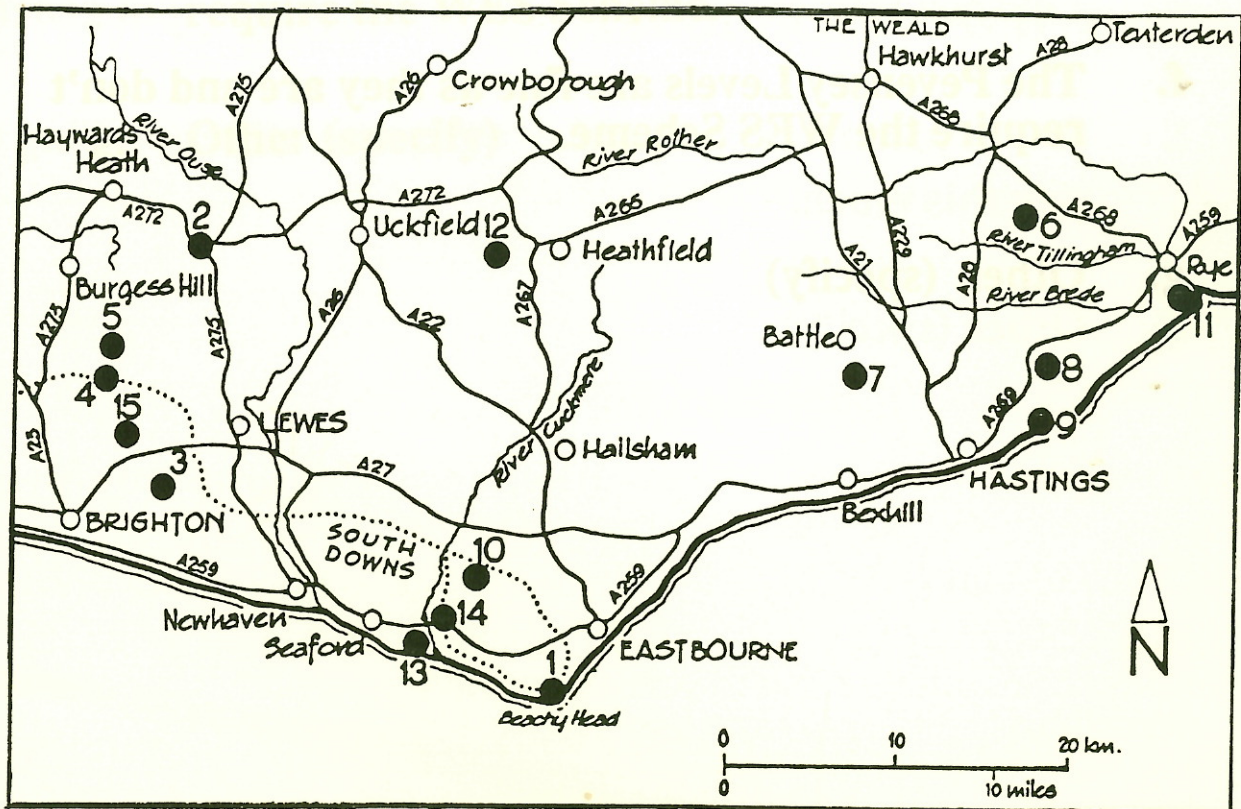 THE WEALD
Hawkhurst
A28
Tenterden
Crowborough
A26
A275
A268
Haywards
Heath
River Ouse
River Rother
A272
2
A272
Uckfield
12
A265
Heathfield
6
A268
A259
River Tillingham
Rye
River Brede
11
Burgess Hill
A273
5
4
15
A275
A26
A22
A267
A21
A229
A28
Battle
7
8
A259
9
LEWES
River Cuckmere
Hailsham
A23
3
A27
BRIGHTON
HASTINGS
Bexhill
SOUTH
DOWNS
10
A259
A259
14
Newhaven
Seaford
13
1
EASTBOURNE
Beachy Head
N
0
10
20 km.
0
10 miles